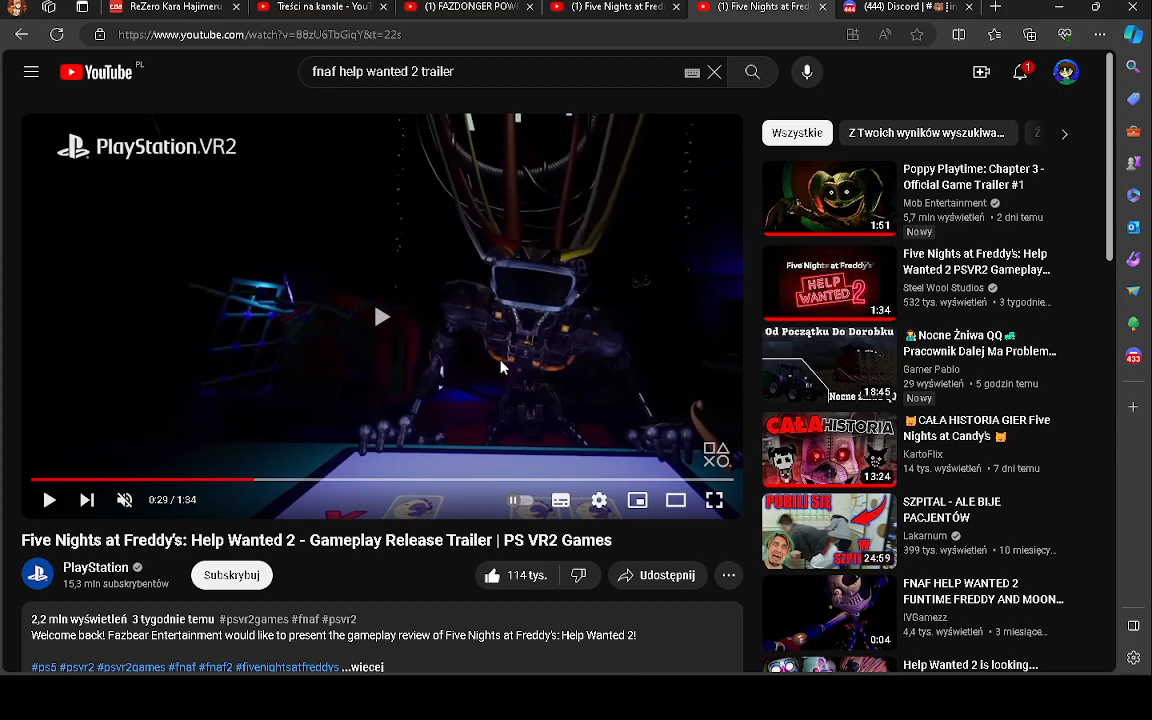 ReZero Kara Hajimeru
Treści na kanale - YouT
(1) FAZDONGER POW
(1) Five Nights at Fred
(1) Five Nights at Fred
(444) Discord | #
https://www.youtube.com/watch?v=88zU6TbGiqY&t=22s
YouTube PL
fnaf help wanted 2 trailer
1
PlayStation.VR2
0:29 / 1:34
Five Nights at Freddy's: Help Wanted 2 - Gameplay Release Trailer | PS VR2 Games
PlayStation
15,3 mln subskrybentów
Subskrybuj
114 tys.
Udostępnij
2,2 mln wyświetleń 3 tygodnie temu #psvr2games #fnaf #psvr2
Welcome back! Fazbear Entertainment would like to present the gameplay review of Five Nights at Freddy's: Help Wanted 2!
#ps5 #psvr2 #psvr2games #fnaf #fnaf2 #fivenightsatfreddys ...więcej
Wszystkie
Z Twoich wyników wyszukiwa...
Poppy Playtime: Chapter 3 -
Official Game Trailer #1
Mob Entertainment
5,7 mln wyświetleń • 2 dni temu
Nowy
1:51
Five Nights at Freddy's
HELP
WANTED 2
1:34
Five Nights at Freddy's: Help
Wanted 2 PSVR2 Gameplay...
Steel Wool Studios
532 tys. wyświetleń • 3 tygodnie...
Od Początku Do Dorobku
18:45
🧑‍🌾Nocne Żniwa QQ🚜
Pracownik Dalej Ma Problem...
Gamer Pablo
29 wyświetleń • 5 godzin temu
Nowy
CAŁA HISTORIA
13:24
🐱CAŁA HISTORIA GIER Five
Nights at Candy's 🐱
KartoFlix
14 tys. wyświetleń • 7 dni temu
POBILI SIĘ
W
SZPIT
24:59
SZPITAL - ALE BIJE
PACJENTÓW
Lakarnum
399 tys. wyświetleń • 10 miesięcy...
0:04
FNAF HELP WANTED 2
FUNTIME FREDDY AND MOON...
IVGamezz
4,4 tys. wyświetleń • 3 miesiące...
Help Wanted 2 is looking...
433